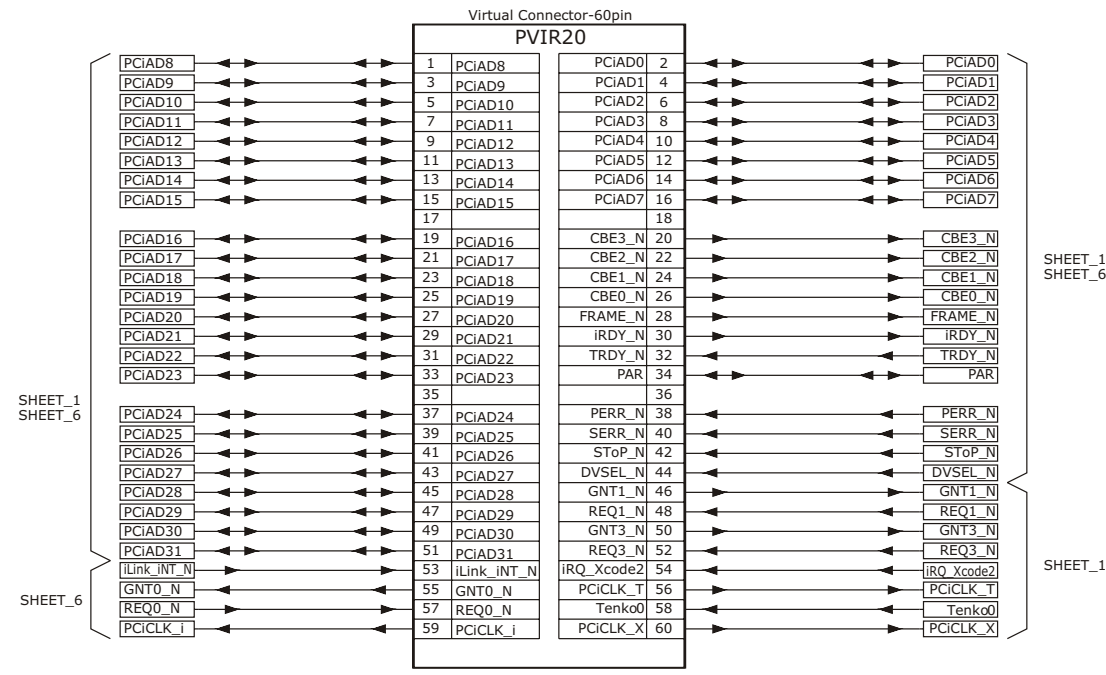 Virtual Connector-60pin
PVIR20
PCiAD8 1 PCiAD8 PCiAD0 2 PCiAD0
PCiAD9 3 PCiAD9 PCiAD1 4 PCiAD1
PCiAD10 5 PCiAD10 PCiAD2 6 PCiAD2
PCiAD11 7 PCiAD11 PCiAD3 8 PCiAD3
PCiAD12 9 PCiAD12 PCiAD4 10 PCiAD4
PCiAD13 11 PCiAD13 PCiAD5 12 PCiAD5
PCiAD14 13 PCiAD14 PCiAD6 14 PCiAD6
PCiAD15 15 PCiAD15 PCiAD7 16 PCiAD7
17 18
PCiAD16 19 PCiAD16 CBE3_N 20 CBE3_N
PCiAD17 21 PCiAD17 CBE2_N 22 CBE2_N
SHEET_1
SHEET_6
PCiAD18 23 PCiAD18 CBE1_N 24 CBE1_N
PCiAD19 25 PCiAD19 CBE0_N 26 CBE0_N
PCiAD20 27 PCiAD20 FRAME_N 28 FRAME_N
PCiAD21 29 PCiAD21 iRDY_N 30 iRDY_N
PCiAD22 31 PCiAD22 TRDY_N 32 TRDY_N
PCiAD23 33 PCiAD23 PAR 34 PAR
35 36
SHEET_1
SHEET_6
PCiAD24 37 PCiAD24 PERR_N 38 PERR_N
PCiAD25 39 PCiAD25 SERR_N 40 SERR_N
PCiAD26 41 PCiAD26 SToP_N 42 SToP_N
PCiAD27 43 PCiAD27 DVSEL_N 44 DVSEL_N
PCiAD28 45 PCiAD28 GNT1_N 46 GNT1_N
PCiAD29 47 PCiAD29 REQ1_N 48 REQ1_N
PCiAD30 49 PCiAD30 GNT3_N 50 GNT3_N
PCiAD31 51 PCiAD31 REQ3_N 52 REQ3_N
iLink_iNT_N 53 iLink_iNT_N iRQ_Xcode2 54 iRQ_Xcode2
SHEET_1
GNT0_N 55 GNT0_N PCiCLK_T 56 PCiCLK_T
SHEET_6
REQ0_N 57 REQ0_N Tenko0 58 Tenko0
PCiCLK_i 59 PCiCLK_i PCiCLK_X 60 PCiCLK_X